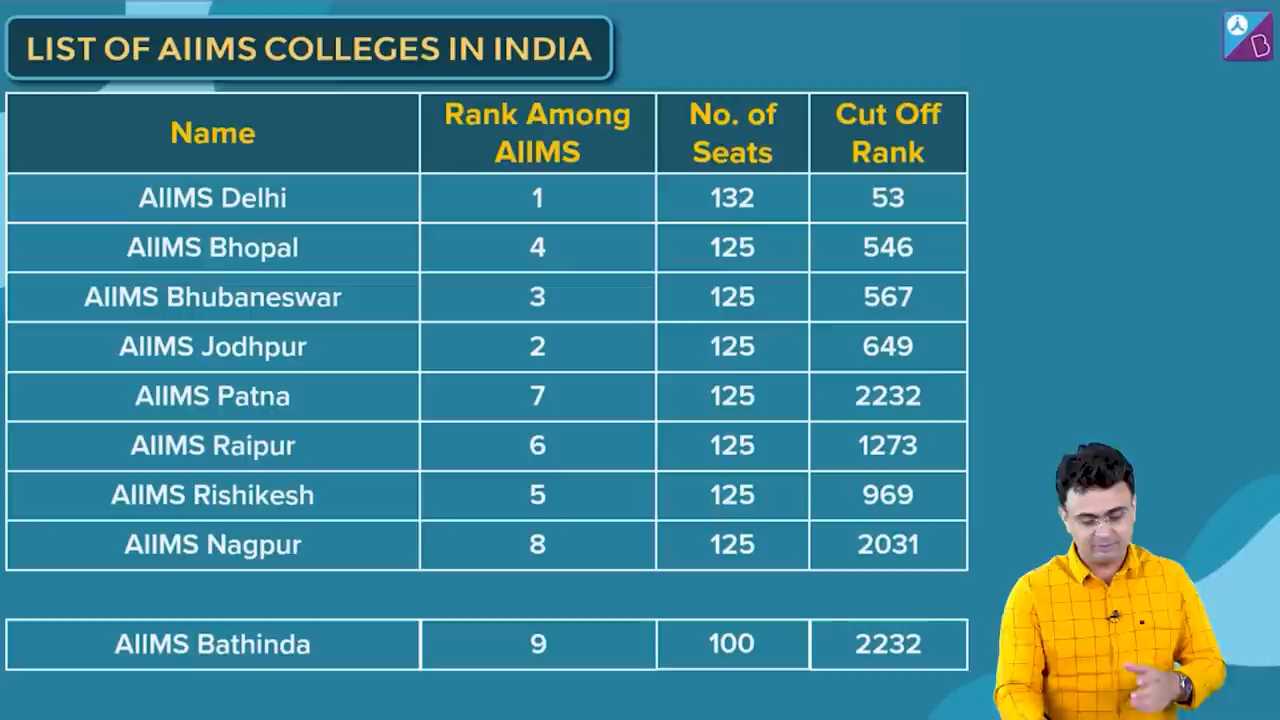 LIST OF AIIMS COLLEGES IN INDIA
Name Rank Among AIIMS No. of Seats Cut Off Rank
AIIMS Delhi 1 132 53
AIIMS Bhopal 4 125 546
AIIMS Bhubaneswar 3 125 567
AIIMS Jodhpur 2 125 649
AIIMS Patna 7 125 2232
AIIMS Raipur 6 125 1273
AIIMS Rishikesh 5 125 969
AIIMS Nagpur 8 125 2031
AIIMS Bathinda 9 100 2232
B